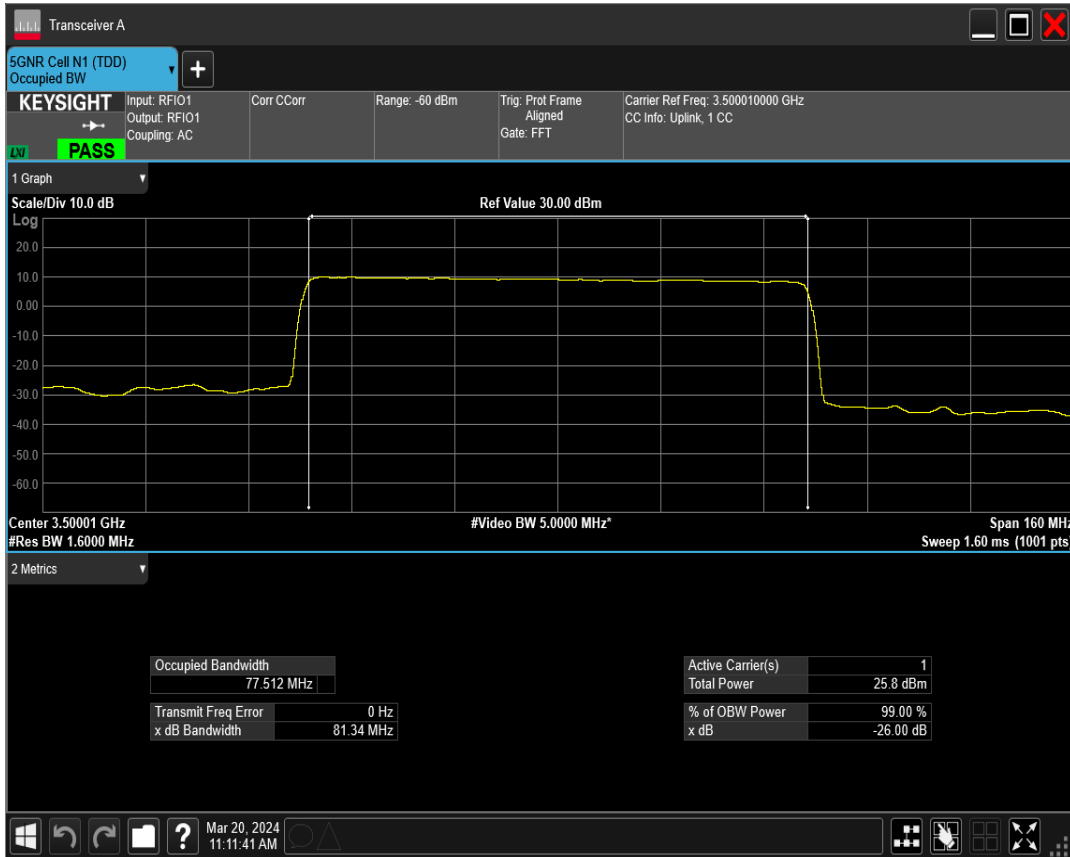 Transceiver A
5GNR Cell N1 (TDD)
Occupied BW
+
KEYSIGHT
LXI
PASS
Input: RFIO1
Output: RFIO1
Coupling: AC
Corr CCorr
Range: -60 dBm
Trig: Prot Frame
Aligned
Gate: FFT
Carrier Ref Freq: 3.500010000 GHz
CC Info: Uplink, 1 CC
1 Graph
Scale/Div 10.0 dB
Ref Value 30.00 dBm
Log
20.0
10.0
0.00
-10.0
-20.0
-30.0
-40.0
-50.0
-60.0
Center 3.50001 GHz
#Video BW 5.0000 MHz*
Span 160 MHz
#Res BW 1.6000 MHz
Sweep 1.60 ms (1001 pts)
2 Metrics
Occupied Bandwidth
77.512 MHz
Transmit Freq Error 0 Hz
x dB Bandwidth 81.34 MHz
Active Carrier(s) 1
Total Power 25.8 dBm
% of OBW Power 99.00 %
x dB -26.00 dB
?
Mar 20, 2024
11:11:41 AM